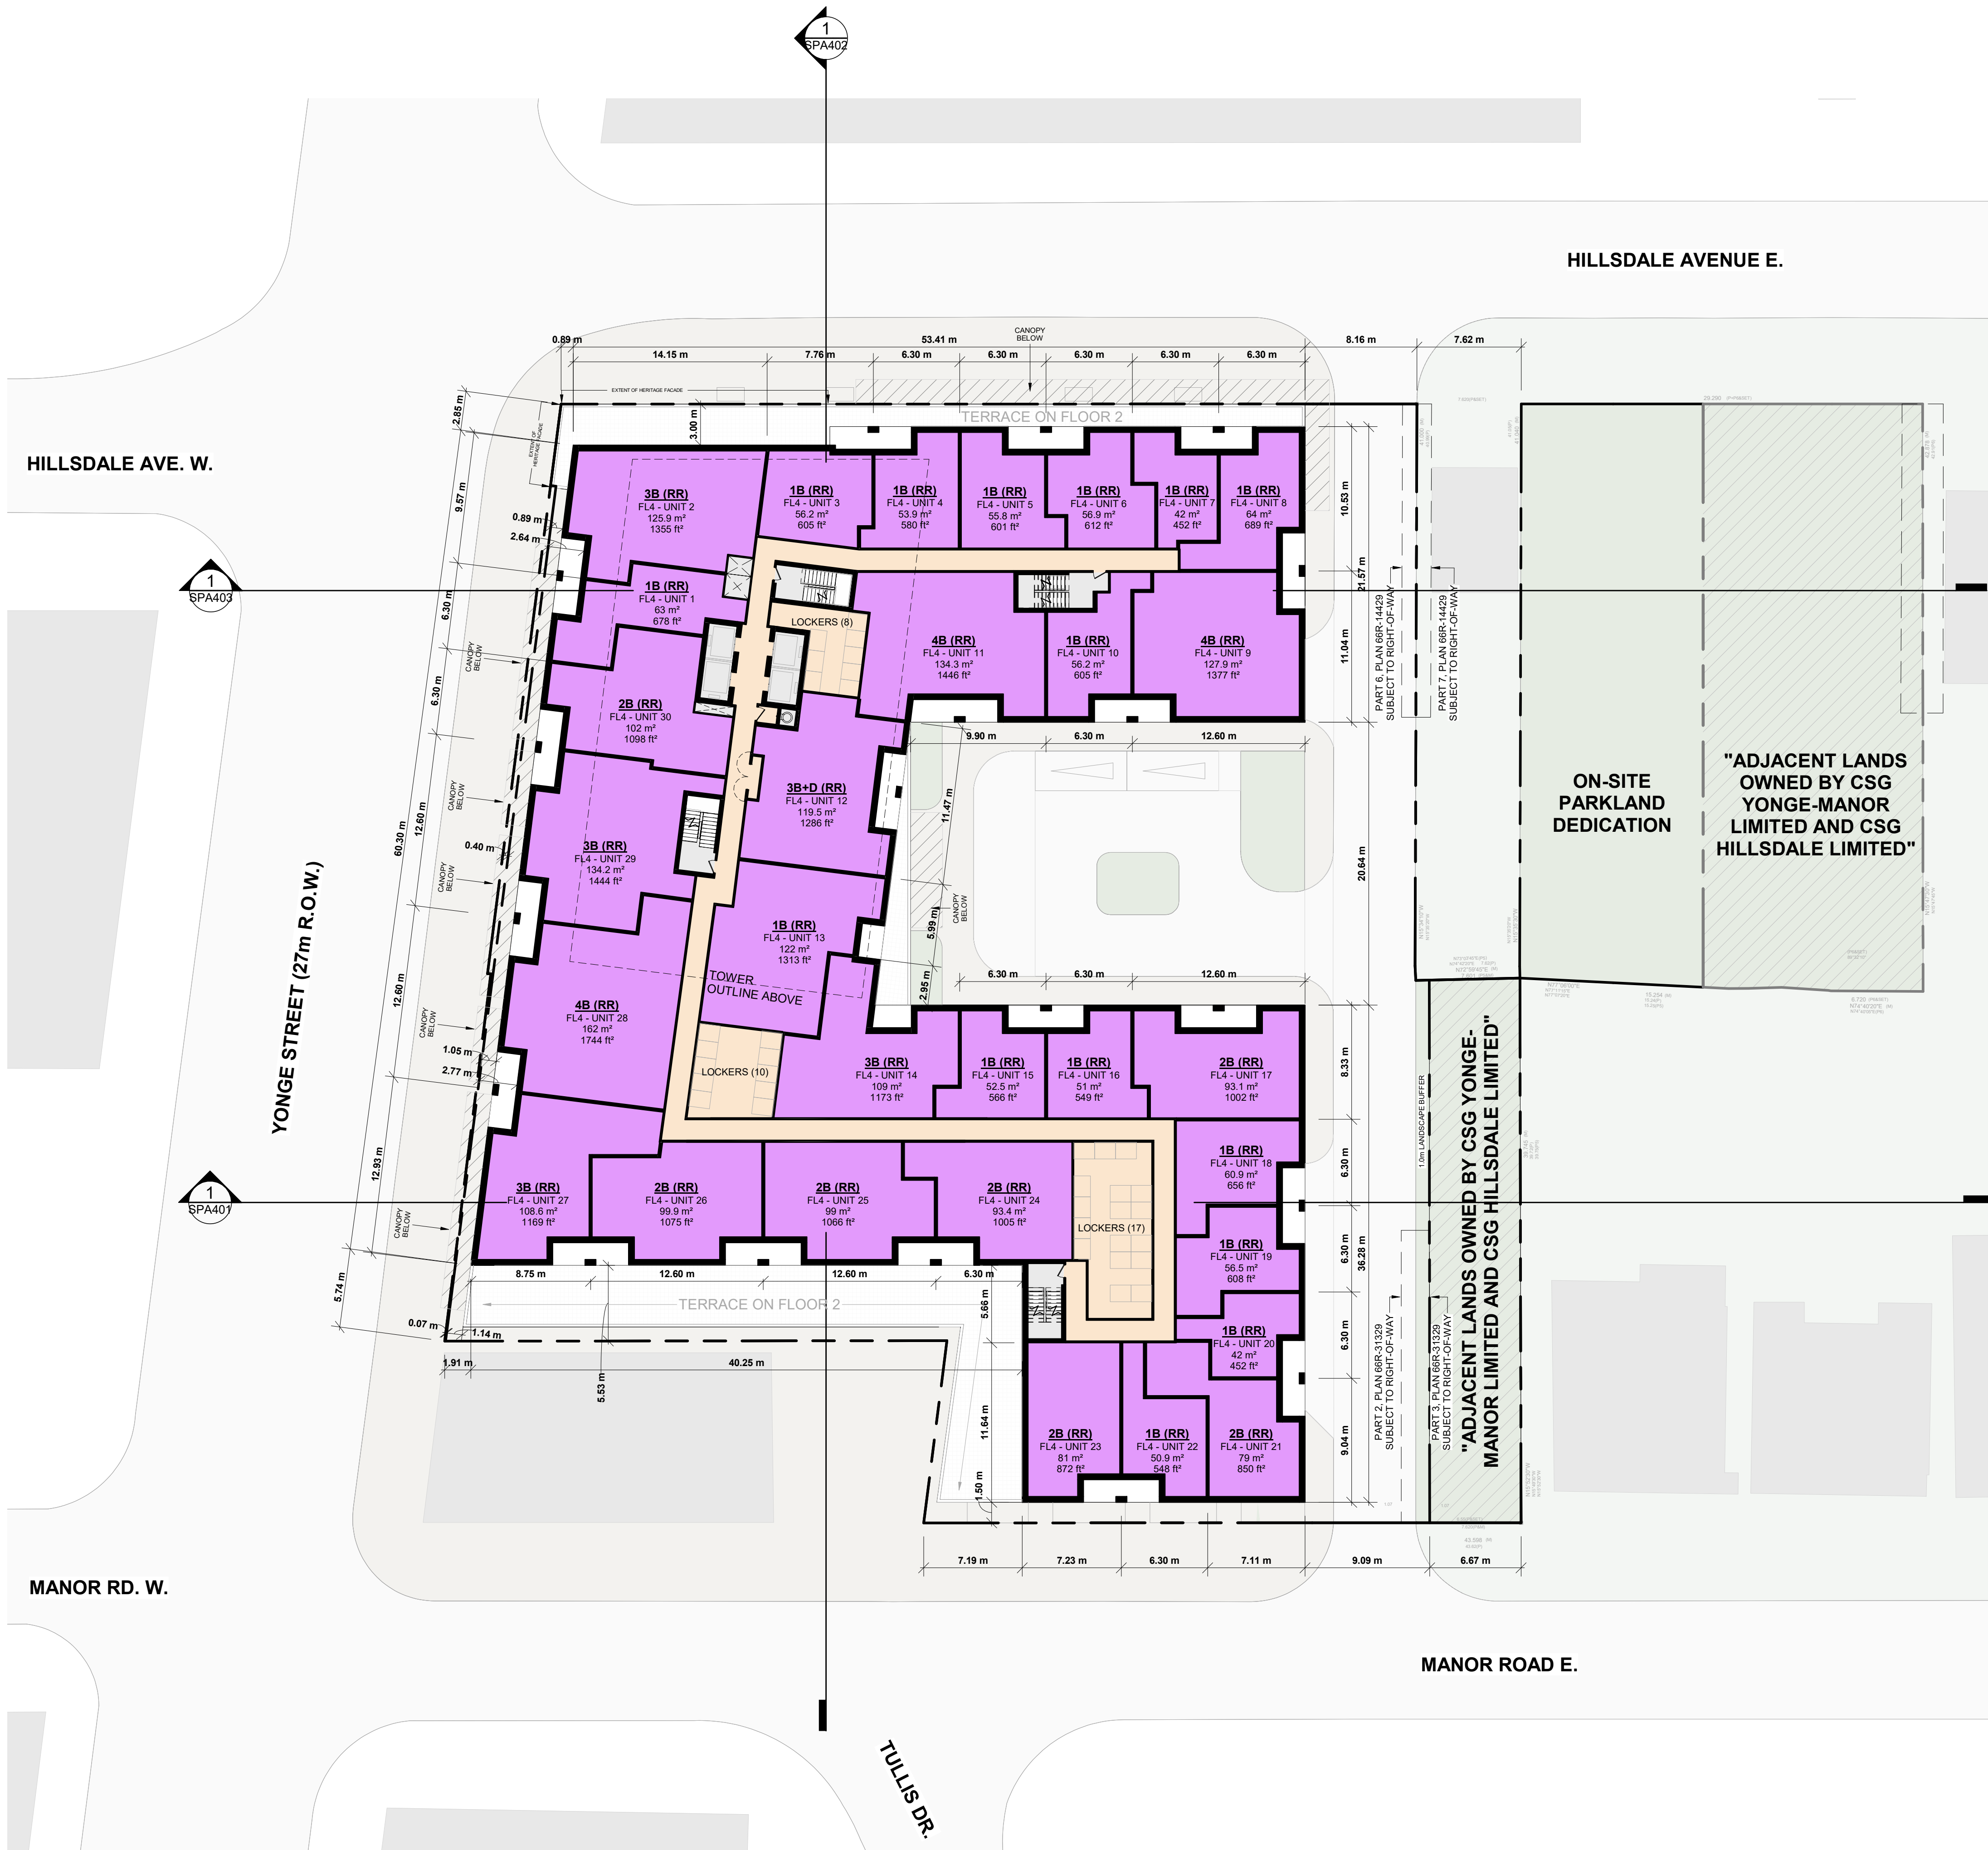 1
SPA402
HILLSDALE AVENUE E.
0.89 m
53.41 m
CANOPY
BELOW
8.16 m
7.62 m
14.15 m
7.76 m
6.30 m
6.30 m
6.30 m
6.30 m
6.30 m
EXTENT OF HERITAGE FACADE
EXTENT OF
HERITAGE FACADE
2.85 m
3.00 m
TERRACE ON FLOOR 2
HILLSDALE AVE. W.
9.57 m
0.89 m
2.64 m
3B (RR)
FL4 - UNIT 2
125.9 m²
1355 ft²
1B (RR)
FL4 - UNIT 3
56.2 m²
605 ft²
1B (RR)
FL4 - UNIT 4
53.9 m²
580 ft²
1B (RR)
FL4 - UNIT 5
55.8 m²
601 ft²
1B (RR)
FL4 - UNIT 6
56.9 m²
612 ft²
1B (RR)
FL4 - UNIT 7
42 m²
452 ft²
1B (RR)
FL4 - UNIT 8
64 m²
689 ft²
10.53 m
21.57 m
1
SPA403
6.30 m
1B (RR)
FL4 - UNIT 1
63 m²
678 ft²
LOCKERS (8)
4B (RR)
FL4 - UNIT 11
134.3 m²
1446 ft²
1B (RR)
FL4 - UNIT 10
56.2 m²
605 ft²
4B (RR)
FL4 - UNIT 9
127.9 m²
1377 ft²
11.04 m
PART 6, PLAN 66R-14429
SUBJECT TO RIGHT-OF-WAY
PART 7, PLAN 66R-14429
SUBJECT TO RIGHT-OF-WAY
CANOPY
BELOW
6.30 m
2B (RR)
FL4 - UNIT 30
102 m²
1098 ft²
9.90 m
6.30 m
12.60 m
11.47 m
3B+D (RR)
FL4 - UNIT 12
119.5 m²
1286 ft²
CANOPY
BELOW
12.60 m
60.30 m
0.40 m
3B (RR)
FL4 - UNIT 29
134.2 m²
1444 ft²
20.64 m
ON-SITE
PARKLAND
DEDICATION
"ADJACENT LANDS
OWNED BY CSG
YONGE-MANOR
LIMITED AND CSG
HILLSDALE LIMITED"
CANOPY
BELOW
YONGE STREET (27m R.O.W.)
1B (RR)
FL4 - UNIT 13
122 m²
1313 ft²
5.99 m
CANOPY
BELOW
TOWER
OUTLINE ABOVE
2.95 m
6.30 m
6.30 m
12.60 m
12.60 m
4B (RR)
FL4 - UNIT 28
162 m²
1744 ft²
CANOPY
BELOW
1.05 m
2.77 m
LOCKERS (10)
3B (RR)
FL4 - UNIT 14
109 m²
1173 ft²
1B (RR)
FL4 - UNIT 15
52.5 m²
566 ft²
1B (RR)
FL4 - UNIT 16
51 m²
549 ft²
2B (RR)
FL4 - UNIT 17
93.1 m²
1002 ft²
8.33 m
1.0m LANDSCAPE BUFFER
"ADJACENT LANDS OWNED BY CSG YONGE-
MANOR LIMITED AND CSG HILLSDALE LIMITED"
12.93 m
1
SPA401
3B (RR)
FL4 - UNIT 27
108.6 m²
1169 ft²
2B (RR)
FL4 - UNIT 26
99.9 m²
1075 ft²
2B (RR)
FL4 - UNIT 25
99 m²
1066 ft²
2B (RR)
FL4 - UNIT 24
93.4 m²
1005 ft²
LOCKERS (17)
1B (RR)
FL4 - UNIT 18
60.9 m²
656 ft²
6.30 m
1B (RR)
FL4 - UNIT 19
56.5 m²
608 ft²
6.30 m
36.28 m
CANOPY
BELOW
5.74 m
8.75 m
12.60 m
12.60 m
6.30 m
TERRACE ON FLOOR 2
5.66 m
0.07 m
1.14 m
1B (RR)
FL4 - UNIT 20
42 m²
452 ft²
6.30 m
PART 2, PLAN 66R-31329
SUBJECT TO RIGHT-OF-WAY
PART 3, PLAN 66R-31329
SUBJECT TO RIGHT-OF-WAY
1.91 m
40.25 m
5.53 m
11.64 m
2B (RR)
FL4 - UNIT 23
81 m²
872 ft²
1B (RR)
FL4 - UNIT 22
50.9 m²
548 ft²
2B (RR)
FL4 - UNIT 21
79 m²
850 ft²
9.04 m
1.50 m
7.19 m
7.23 m
6.30 m
7.11 m
9.09 m
6.67 m
MANOR RD. W.
MANOR ROAD E.
TULLIS DR.